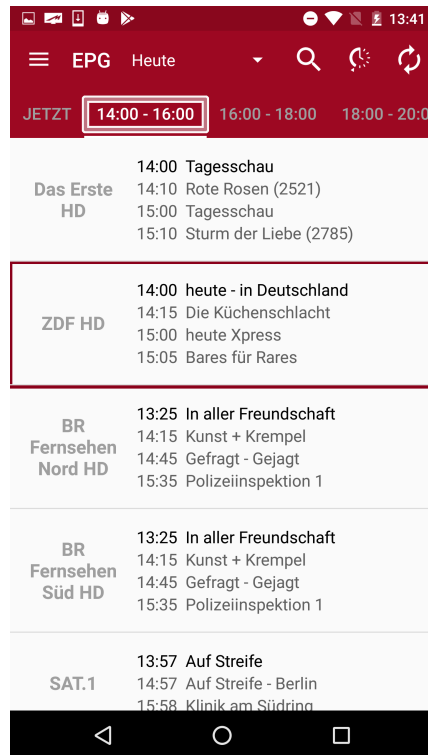 13:41
EPG Heute
JETZT 14:00 - 16:00 16:00 - 18:00 18:00 - 20:0
Das Erste HD
14:00 Tagesschau
14:10 Rote Rosen (2521)
15:00 Tagesschau
15:10 Sturm der Liebe (2785)
ZDF HD
14:00 heute - in Deutschland
14:15 Die Küchenschlacht
15:00 heute Xpress
15:05 Bares für Rares
BR
Fernsehen
Nord HD
13:25 In aller Freundschaft
14:15 Kunst + Krempel
14:45 Gefragt - Gejagt
15:35 Polizeiinspektion 1
BR
Fernsehen
Süd HD
13:25 In aller Freundschaft
14:15 Kunst + Krempel
14:45 Gefragt - Gejagt
15:35 Polizeiinspektion 1
SAT.1
13:57 Auf Streife
14:57 Auf Streife - Berlin
15:58 Klinik am Südring